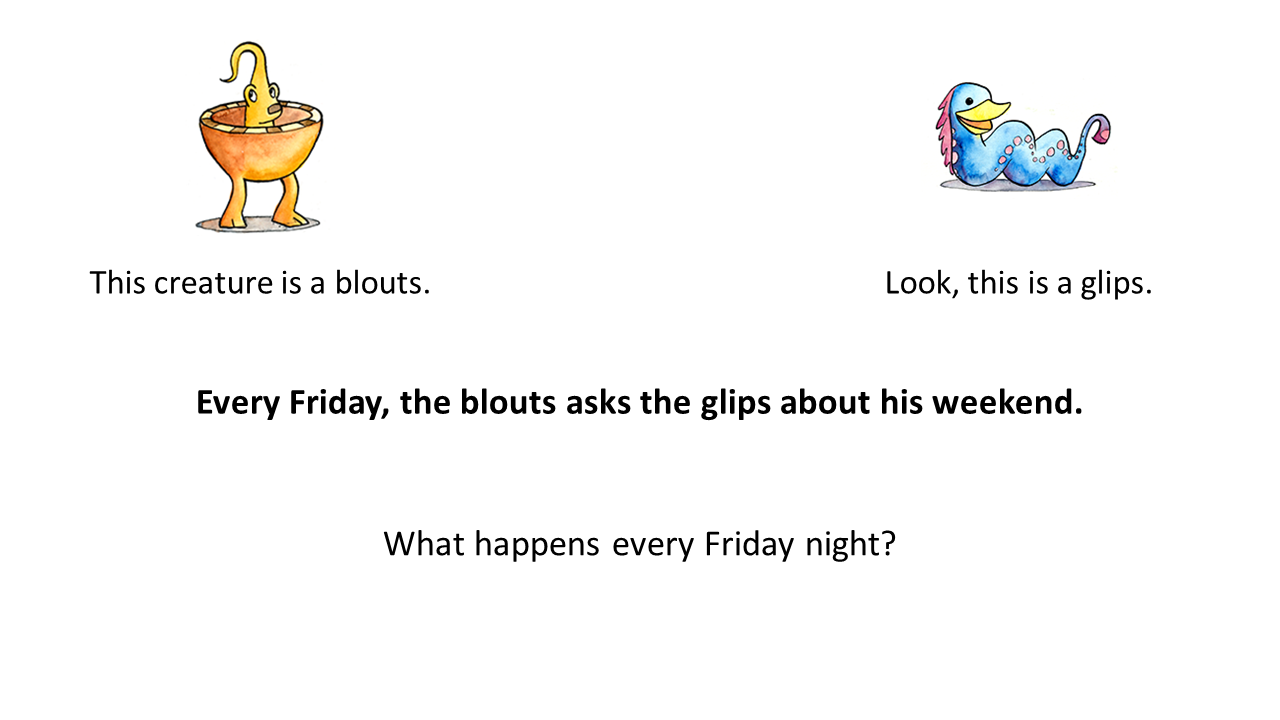 This creature is a blouts.
Look, this is a glips.
Every Friday, the blouts asks the glips about his weekend.
What happens every Friday night?